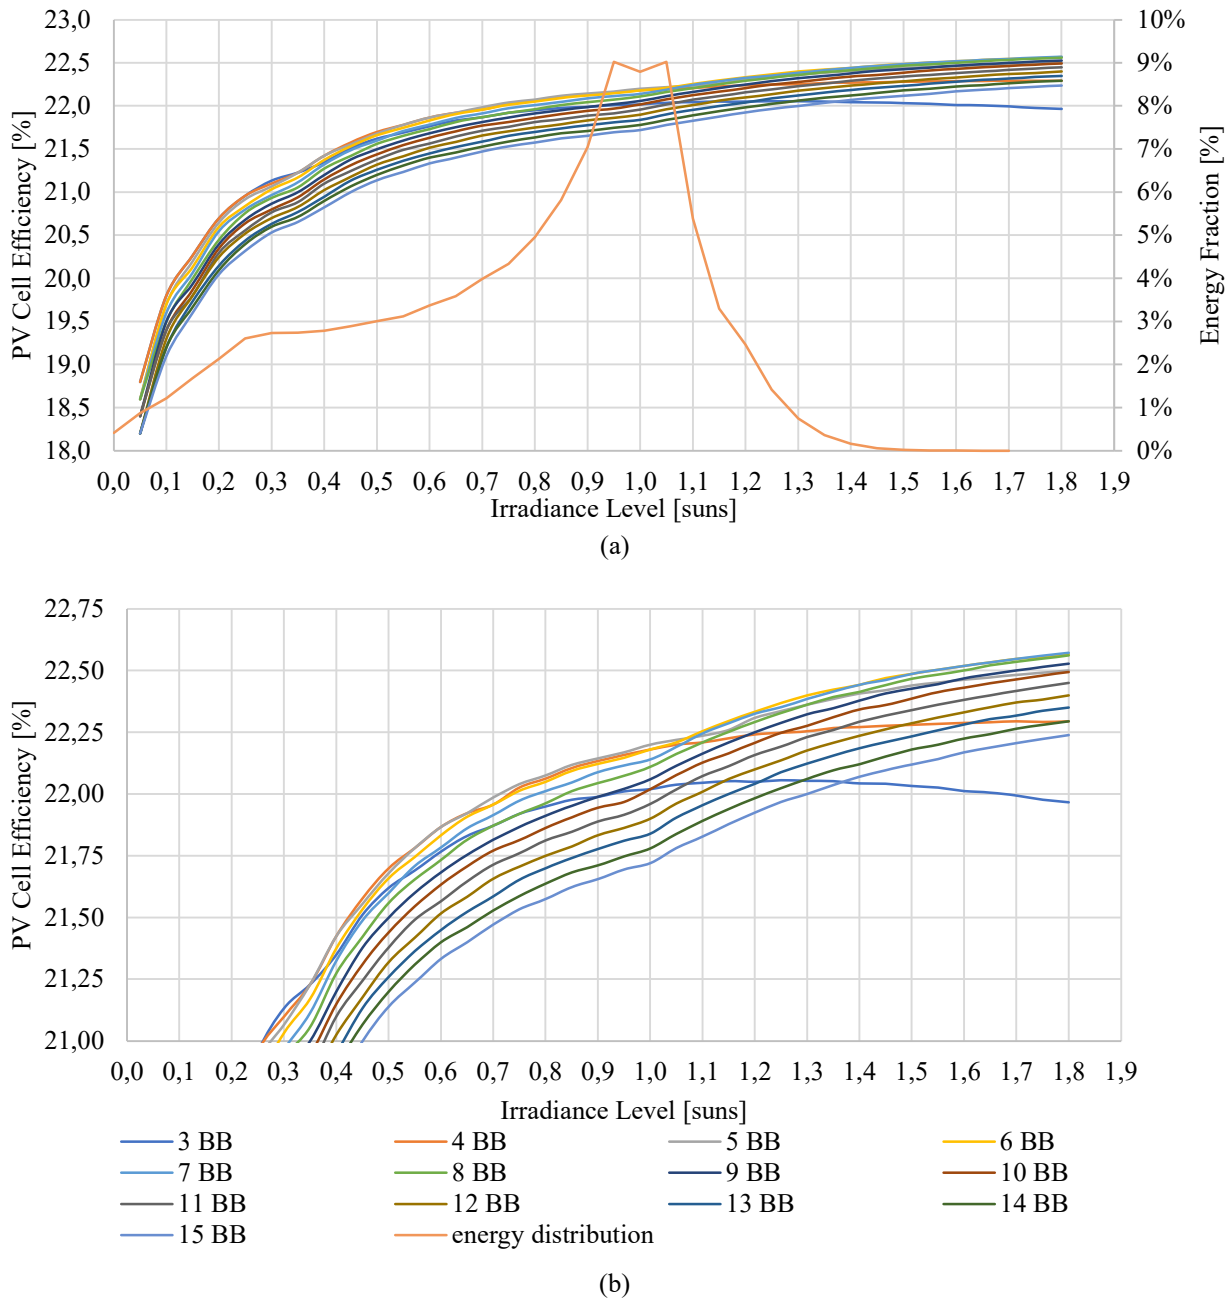 23,0
22,5
22,0
21,5
21,0
20,5
20,0
19,5
19,0
18,5
18,0
PV Cell Efficiency [%]
10%
9%
8%
7%
6%
5%
4%
3%
2%
1%
0%
Energy Fraction [%]
0,0 0,1 0,2 0,3 0,4 0,5 0,6 0,7 0,8 0,9 1,0 1,1 1,2 1,3 1,4 1,5 1,6 1,7 1,8 1,9
Irradiance Level [suns]
(a)
22,75
22,50
22,25
22,00
21,75
21,50
21,25
21,00
PV Cell Efficiency [%]
0,0 0,1 0,2 0,3 0,4 0,5 0,6 0,7 0,8 0,9 1,0 1,1 1,2 1,3 1,4 1,5 1,6 1,7 1,8 1,9
Irradiance Level [suns]
3 BB 4 BB 5 BB 6 BB
7 BB 8 BB 9 BB 10 BB
11 BB 12 BB 13 BB 14 BB
15 BB energy distribution
(b)